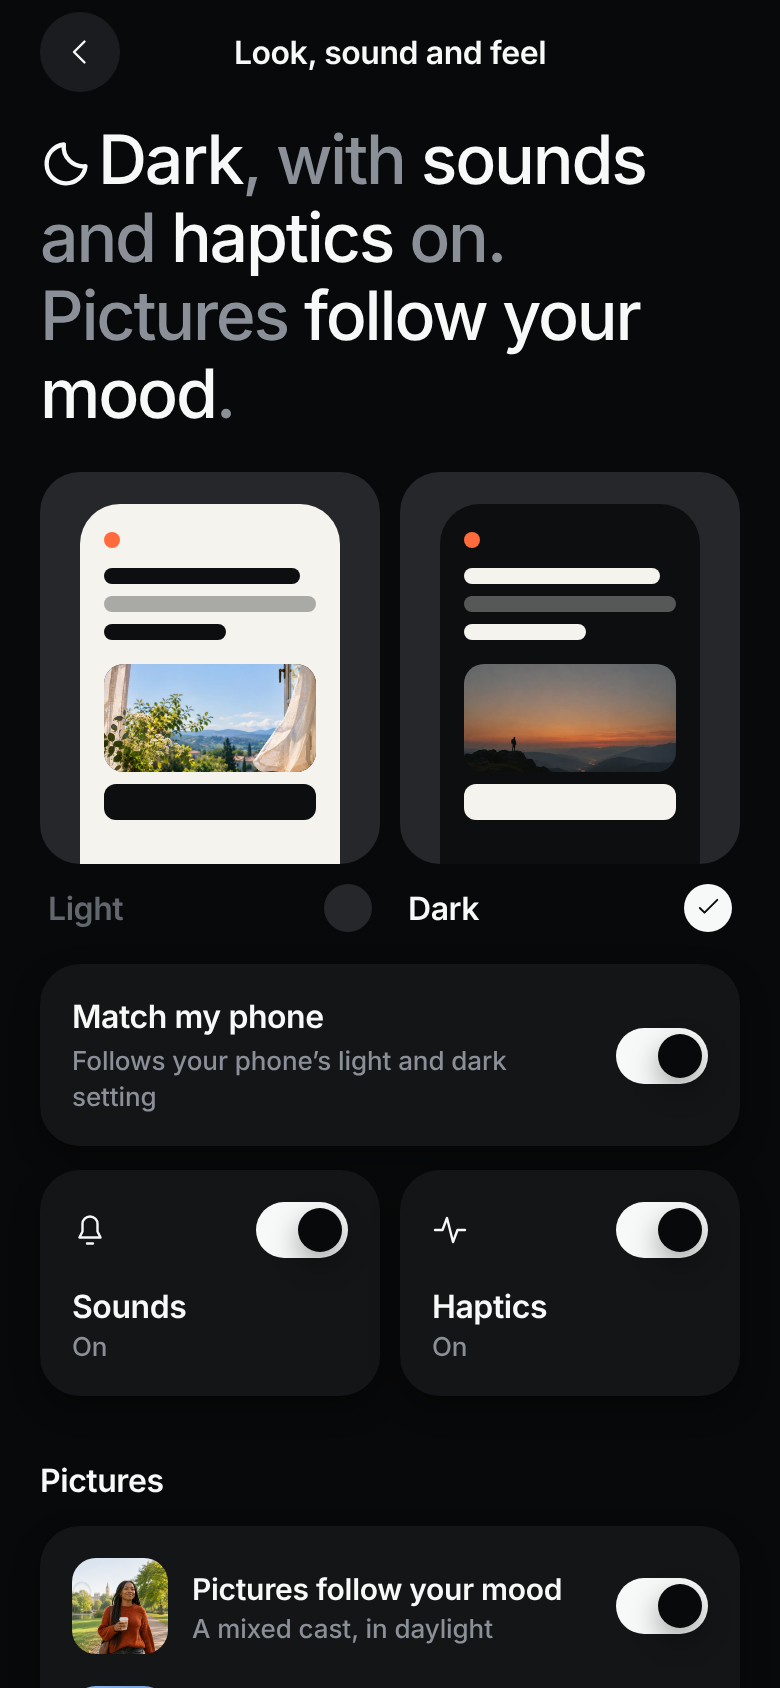 Look, sound and feel
Dark, with sounds
and haptics on.
Pictures follow your
mood.
Light
Dark
Match my phone
Follows your phone’s light and dark
setting
Sounds
On
Haptics
On
Pictures
Pictures follow your mood
A mixed cast, in daylight